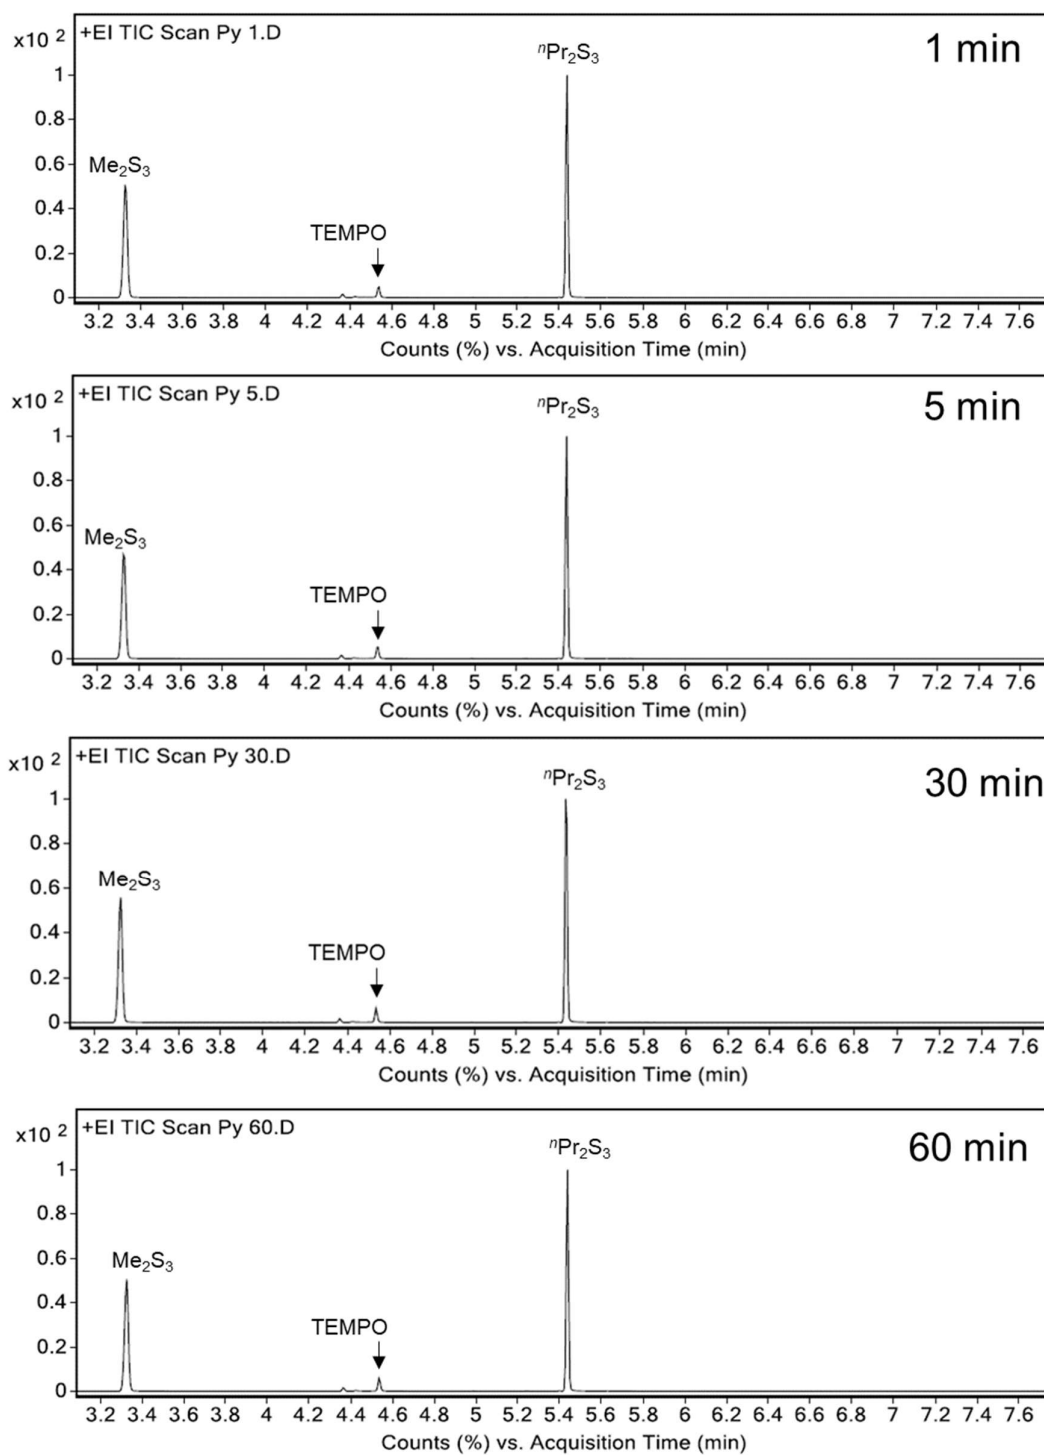 +EI TIC Scan Py 1.D
1 min
x10 2
ⁿPr₂S₃
1
0.8
Me₂S₃
0.6
0.4
TEMPO
0.2
0
3.2 3.4 3.6 3.8 4 4.2 4.4 4.6 4.8 5 5.2 5.4 5.6 5.8 6 6.2 6.4 6.6 6.8 7 7.2 7.4 7.6
Counts (%) vs. Acquisition Time (min)
+EI TIC Scan Py 5.D
5 min
x10 2
ⁿPr₂S₃
1
0.8
0.6
Me₂S₃
0.4
TEMPO
0.2
0
3.2 3.4 3.6 3.8 4 4.2 4.4 4.6 4.8 5 5.2 5.4 5.6 5.8 6 6.2 6.4 6.6 6.8 7 7.2 7.4 7.6
Counts (%) vs. Acquisition Time (min)
+EI TIC Scan Py 30.D
30 min
x10 2
ⁿPr₂S₃
1
0.8
Me₂S₃
0.6
0.4
TEMPO
0.2
0
3.2 3.4 3.6 3.8 4 4.2 4.4 4.6 4.8 5 5.2 5.4 5.6 5.8 6 6.2 6.4 6.6 6.8 7 7.2 7.4 7.6
Counts (%) vs. Acquisition Time (min)
+EI TIC Scan Py 60.D
60 min
x10 2
ⁿPr₂S₃
1
0.8
0.6
Me₂S₃
0.4
TEMPO
0.2
0
3.2 3.4 3.6 3.8 4 4.2 4.4 4.6 4.8 5 5.2 5.4 5.6 5.8 6 6.2 6.4 6.6 6.8 7 7.2 7.4 7.6
Counts (%) vs. Acquisition Time (min)